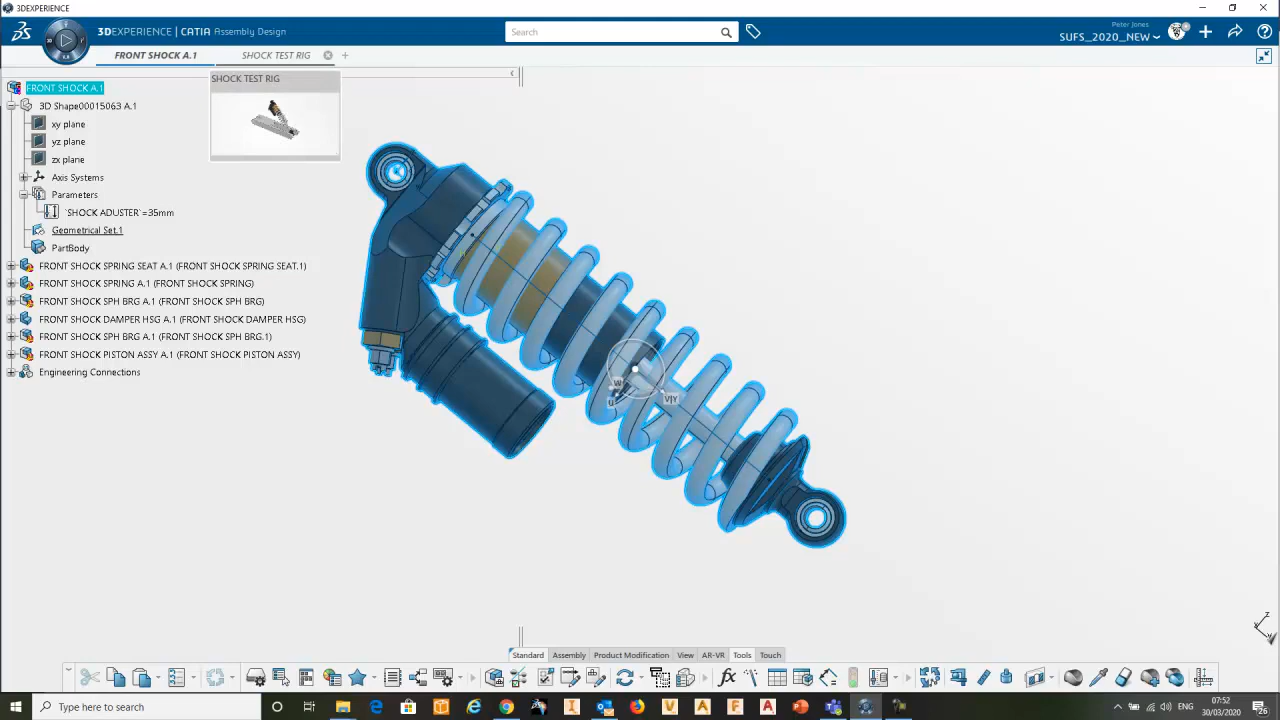 3DEXPERIENCE
3DEXPERIENCE | CATIA Assembly Design
Search
Peter Jones
SUFS_2020_NEW
FRONT SHOCK A.1
SHOCK TEST RIG
SHOCK TEST RIG
FRONT SHOCK A.1
3D Shape00015063 A.1
xy plane
yz plane
zx plane
Axis Systems
Parameters
`SHOCK ADUSTER`=35mm
Geometrical Set.1
PartBody
FRONT SHOCK SPRING SEAT A.1 (FRONT SHOCK SPRING SEAT.1)
FRONT SHOCK SPRING A.1 (FRONT SHOCK SPRING)
FRONT SHOCK SPH BRG A.1 (FRONT SHOCK SPH BRG)
FRONT SHOCK DAMPER HSG A.1 (FRONT SHOCK DAMPER HSG)
FRONT SHOCK SPH BRG A.1 (FRONT SHOCK SPH BRG.1)
FRONT SHOCK PISTON ASSY A.1 (FRONT SHOCK PISTON ASSY)
Engineering Connections
W
U
V|Y
Z
Standard Assembly Product Modification View AR-VR Tools Touch
fx
Type here to search
ENG
07:52
30/03/2020